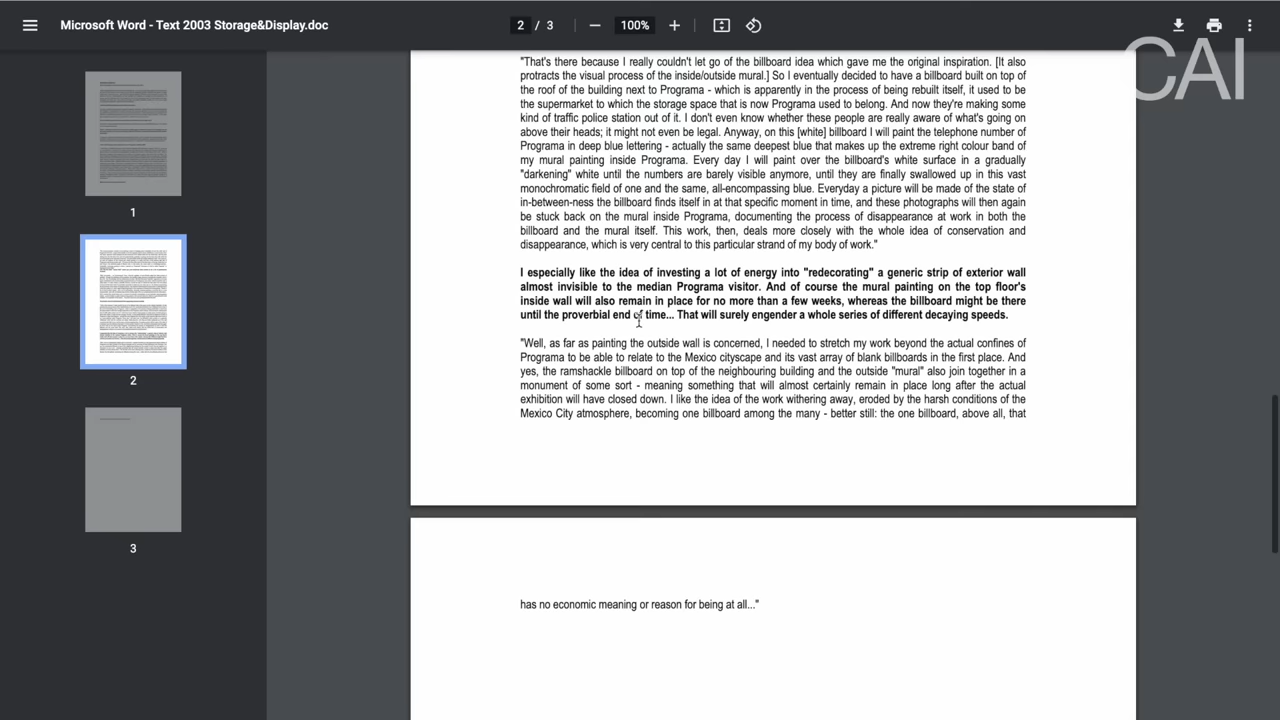 Microsoft Word - Text 2003 Storage&Display.doc
2 / 3
100%
CAI
1
2
3
"That's there because I really couldn't let go of the billboard idea which gave me the original inspiration. [It also
protracts the visual process of the inside/outside mural.] So I eventually decided to have a billboard built on top of
the roof of the building next to Programa - which is apparently in the process of being rebuilt itself, it used to be
the supermarket to which the storage space that is now Programa used to belong. And now they're making some
kind of traffic police station out of it. I don't even know whether these people are really aware of what's going on
above their heads; it might not even be legal. Anyway, on this [white] billboard I will paint the telephone number of
Programa in deep blue lettering - actually the same deepest blue that makes up the extreme right colour band of
my mural painting inside Programa. Every day I will paint over the billboard's white surface in a gradually
"darkening" white until the numbers are barely visible anymore, until they are finally swallowed up in this vast
monochromatic field of one and the same, all-encompassing blue. Everyday a picture will be made of the state of
in-between-ness the billboard finds itself in at that specific moment in time, and these photographs will then again
be stuck back on the mural inside Programa, documenting the process of disappearance at work in both the
billboard and the mural itself. This work, then, deals more closely with the whole idea of conservation and
disappearance, which is very central to this particular strand of my body of work."
I especially like the idea of investing a lot of energy into "redecorating" a generic strip of exterior wall
almost invisible to the median Programa visitor. And of course the mural painting on the top floor's
inside wall will also remain in place for no more than a few weeks, whereas the billboard might be there
until the proverbial end of time... That will surely engender a whole series of different decaying speeds.
"Well, as far as painting the outside wall is concerned, I needed to stretch my work beyond the actual confines of
Programa to be able to relate to the Mexico cityscape and its vast array of blank billboards in the first place. And
yes, the ramshackle billboard on top of the neighbouring building and the outside "mural" also join together in a
monument of some sort - meaning something that will almost certainly remain in place long after the actual
exhibition will have closed down. I like the idea of the work withering away, eroded by the harsh conditions of the
Mexico City atmosphere, becoming one billboard among the many - better still: the one billboard, above all, that
has no economic meaning or reason for being at all..."